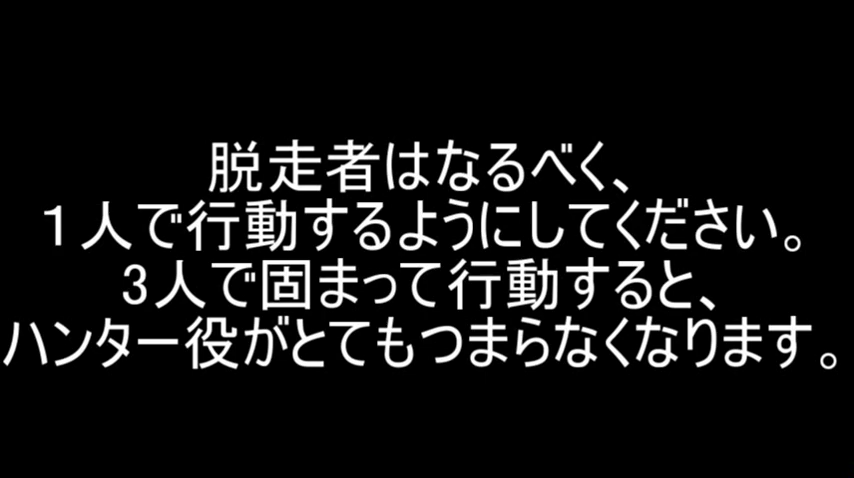 脱走者はなるべく、
１人で行動するようにしてください。
3人で固まって行動すると、
ハンター役がとてもつまらなくなります。